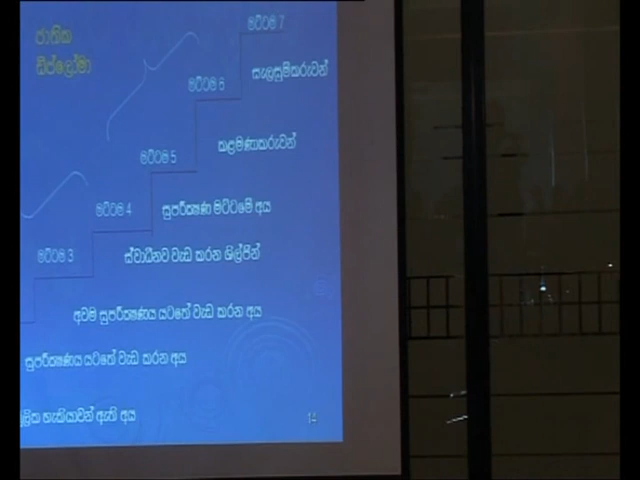 ජාතික
ඩිප්ලෝමා
මට්ටම 7
සැලසුම්කරුවන්
මට්ටම 6
කළමණාකරුවන්
මට්ටම 5
සුපරීක්ෂණ මට්ටමේ අය
මට්ටම 4
ස්වාධීනව වැඩ කරන ශිල්පීන්
මට්ටම 3
අවම සුපරීක්ෂණය යටතේ වැඩ කරන අය
සුපරීක්ෂණය යටතේ වැඩ කරන අය
හැකියාවන් ඇති අය
14